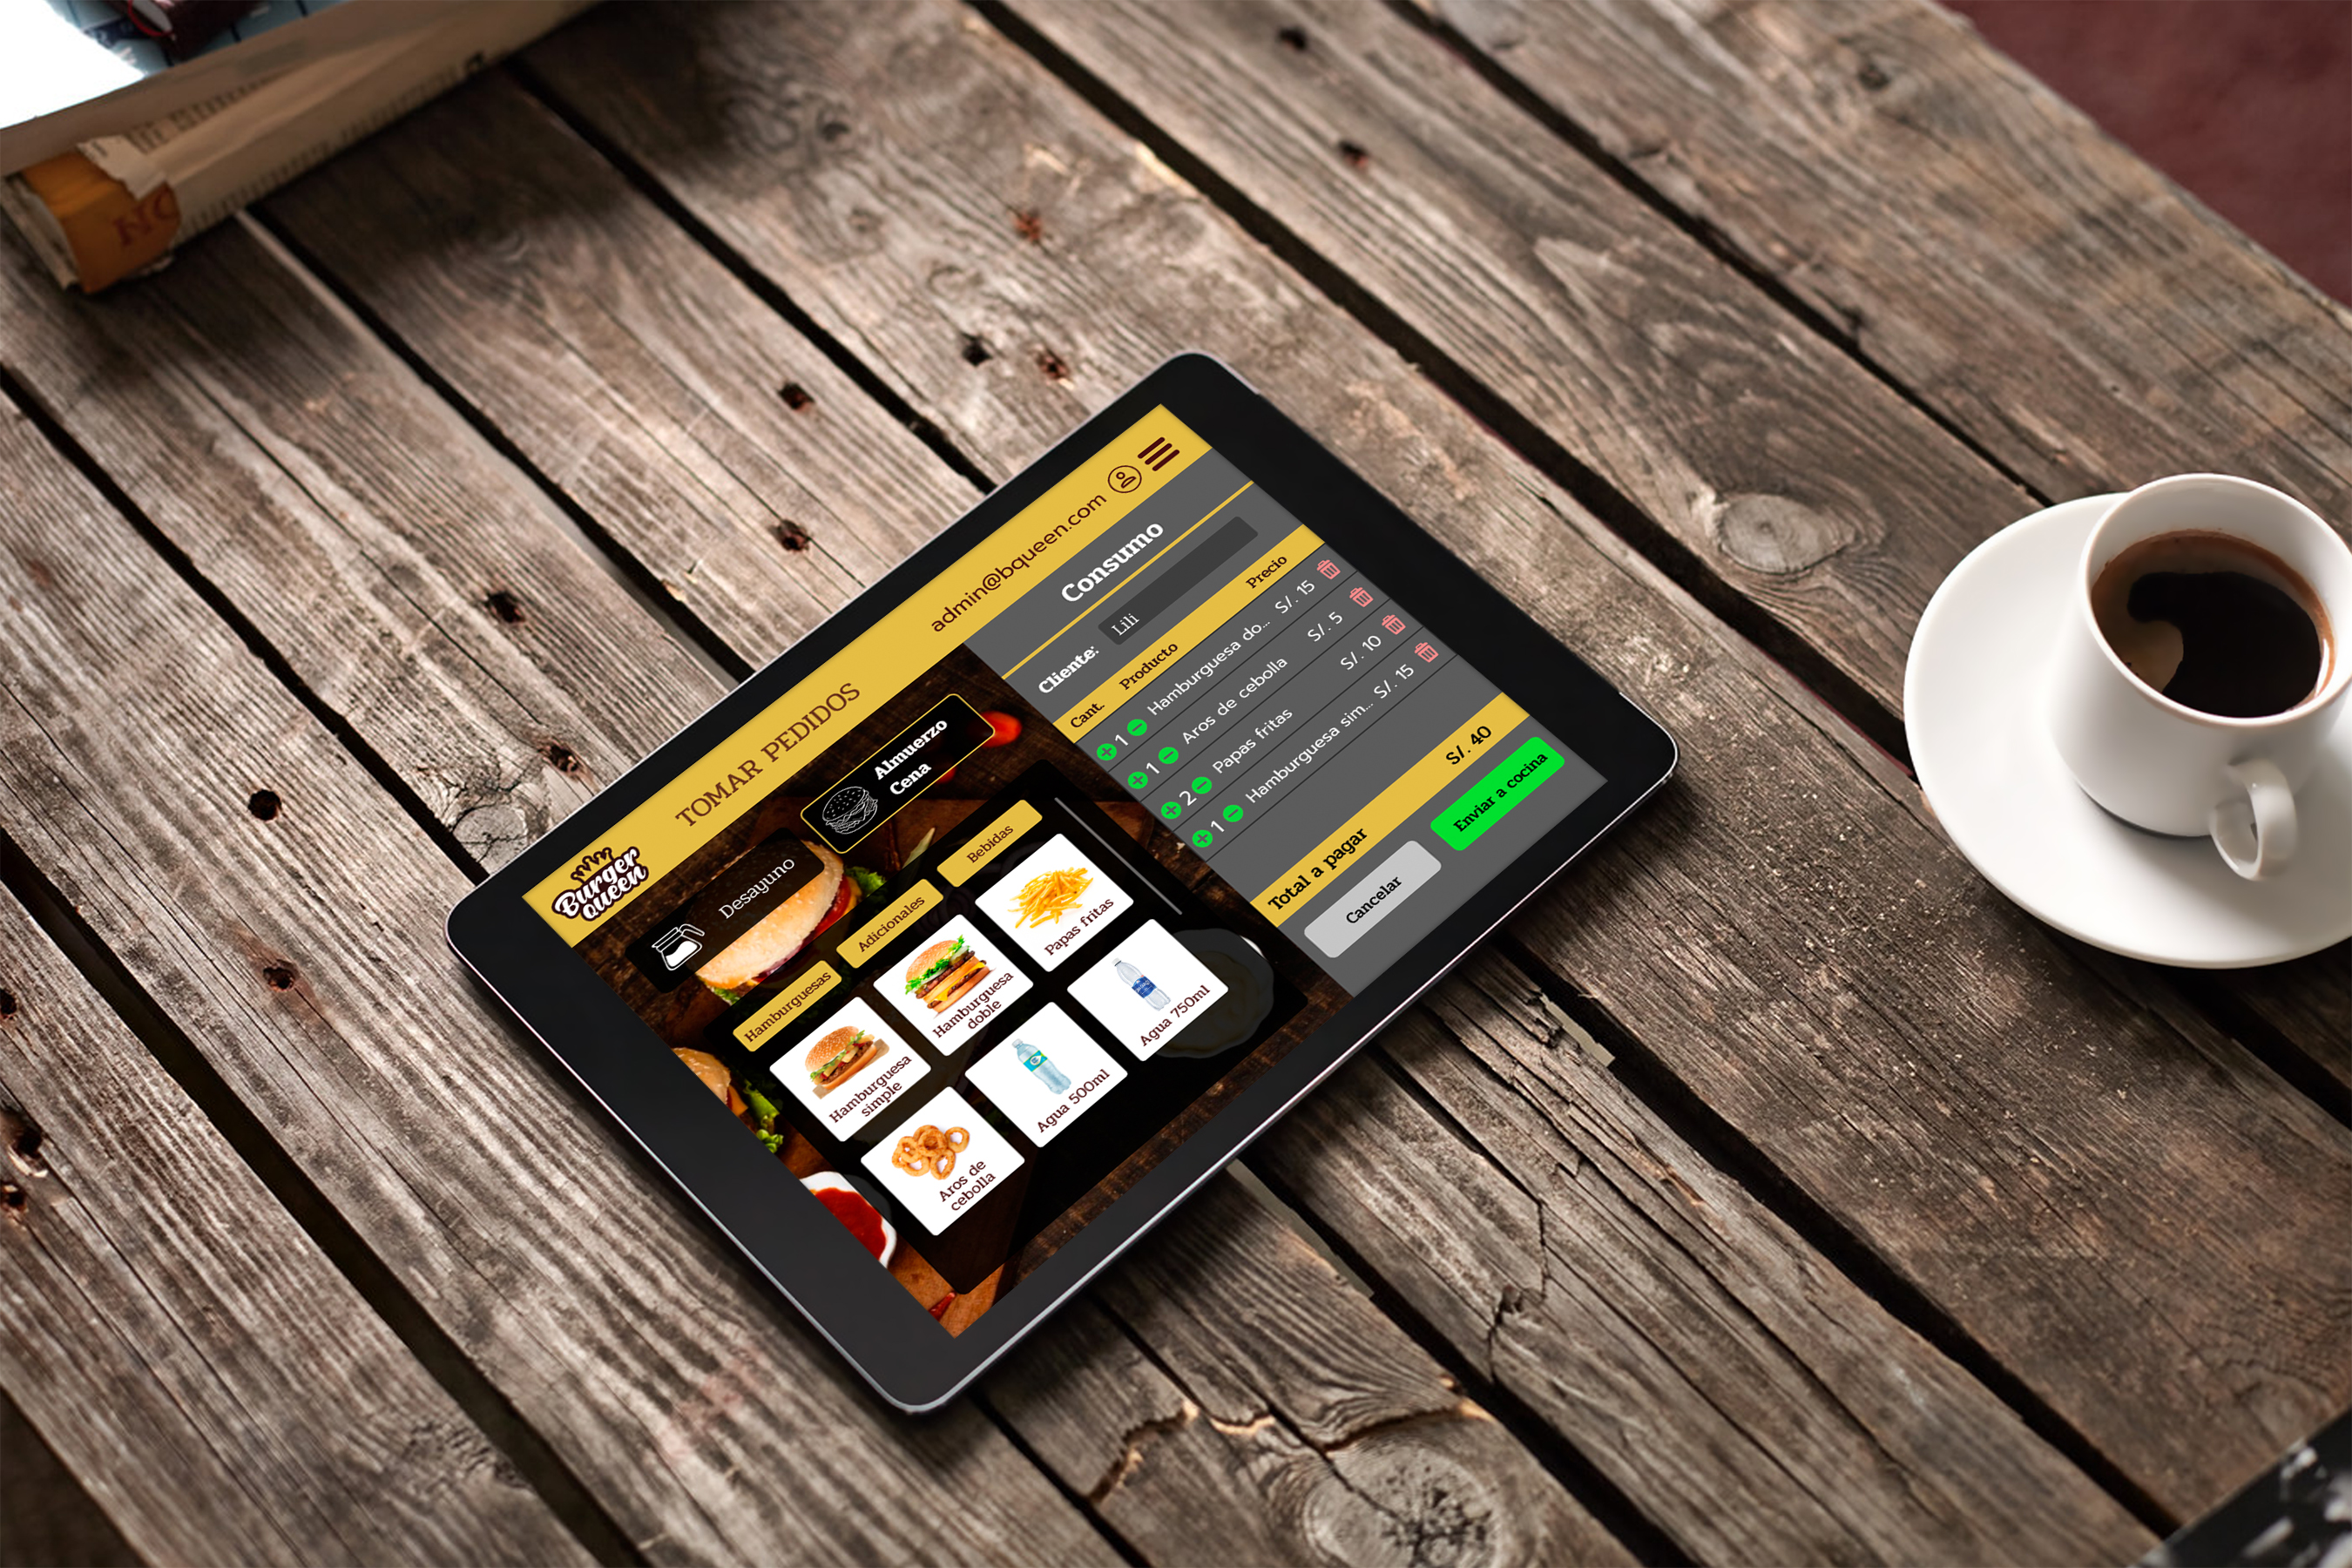 Burger
Queen
TOMAR PEDIDOS
admin@bqueen.com
Desayuno
Almuerzo
Cena
Hamburguesas
Adicionales
Bebidas
Hamburguesa
simple
Hamburguesa
doble
Papas fritas
Aros de
cebolla
Agua 500ml
Agua 750ml
Consumo
Cliente: Lili
Cant. Producto Precio
1 Hamburguesa do... S/. 15
1 Aros de cebolla S/. 5
2 Papas fritas S/. 10
1 Hamburguesa sim... S/. 15
Total a pagar S/. 40
Cancelar
Enviar a cocina